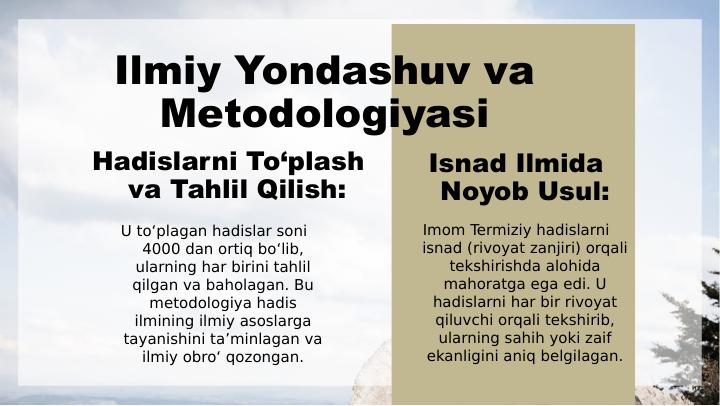 Ilmiy Yondashuv va
Metodologiyasi
Hadislarni To‘plash
va Tahlil Qilish:
U to‘plagan hadislar soni
4000 dan ortiq bo‘lib,
ularning har birini tahlil
qilgan va baholagan. Bu
metodologiya hadis
ilmining ilmiy asoslarga
tayanishini ta’minlagan va
ilmiy obro‘ qozongan.
Isnad Ilmida
Noyob Usul:
Imom Termiziy hadislarni
isnad (rivoyat zanjiri) orqali
tekshirishda alohida
mahoratga ega edi. U
hadislarni har bir rivoyat
qiluvchi orqali tekshirib,
ularning sahih yoki zaif
ekanligini aniq belgilagan.